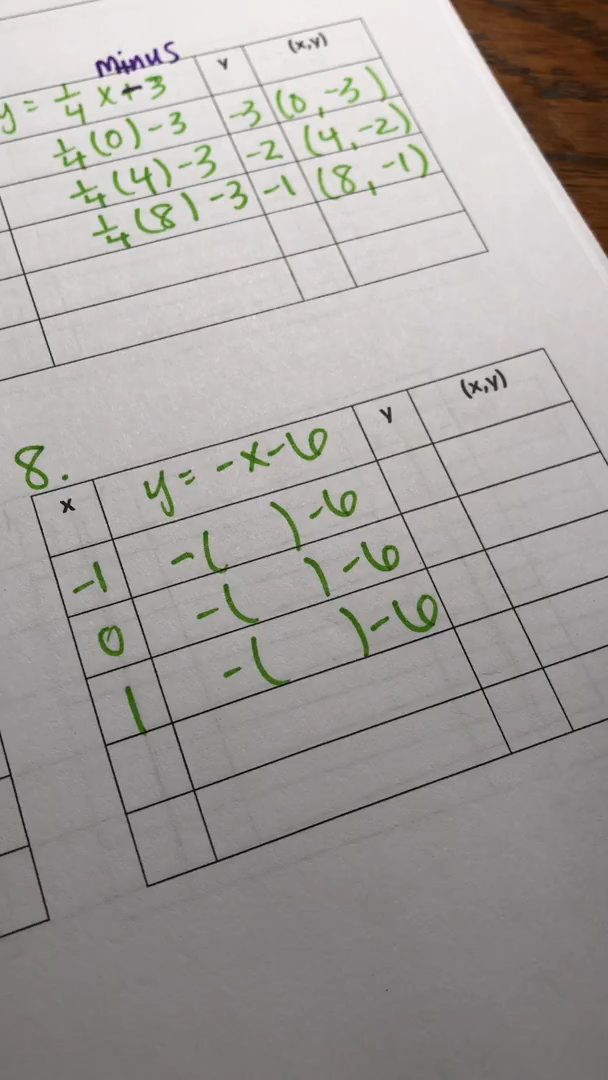 minus
y = 1/4 x + 3 y (x,y)
1/4 (0) - 3 -3 (0, -3)
1/4 (4) - 3 -2 (4, -2)
1/4 (8) - 3 -1 (8, -1)
8.
x y = -x - 6 y (x,y)
-1 -( ) - 6
0 -( ) - 6
1 -( ) - 6